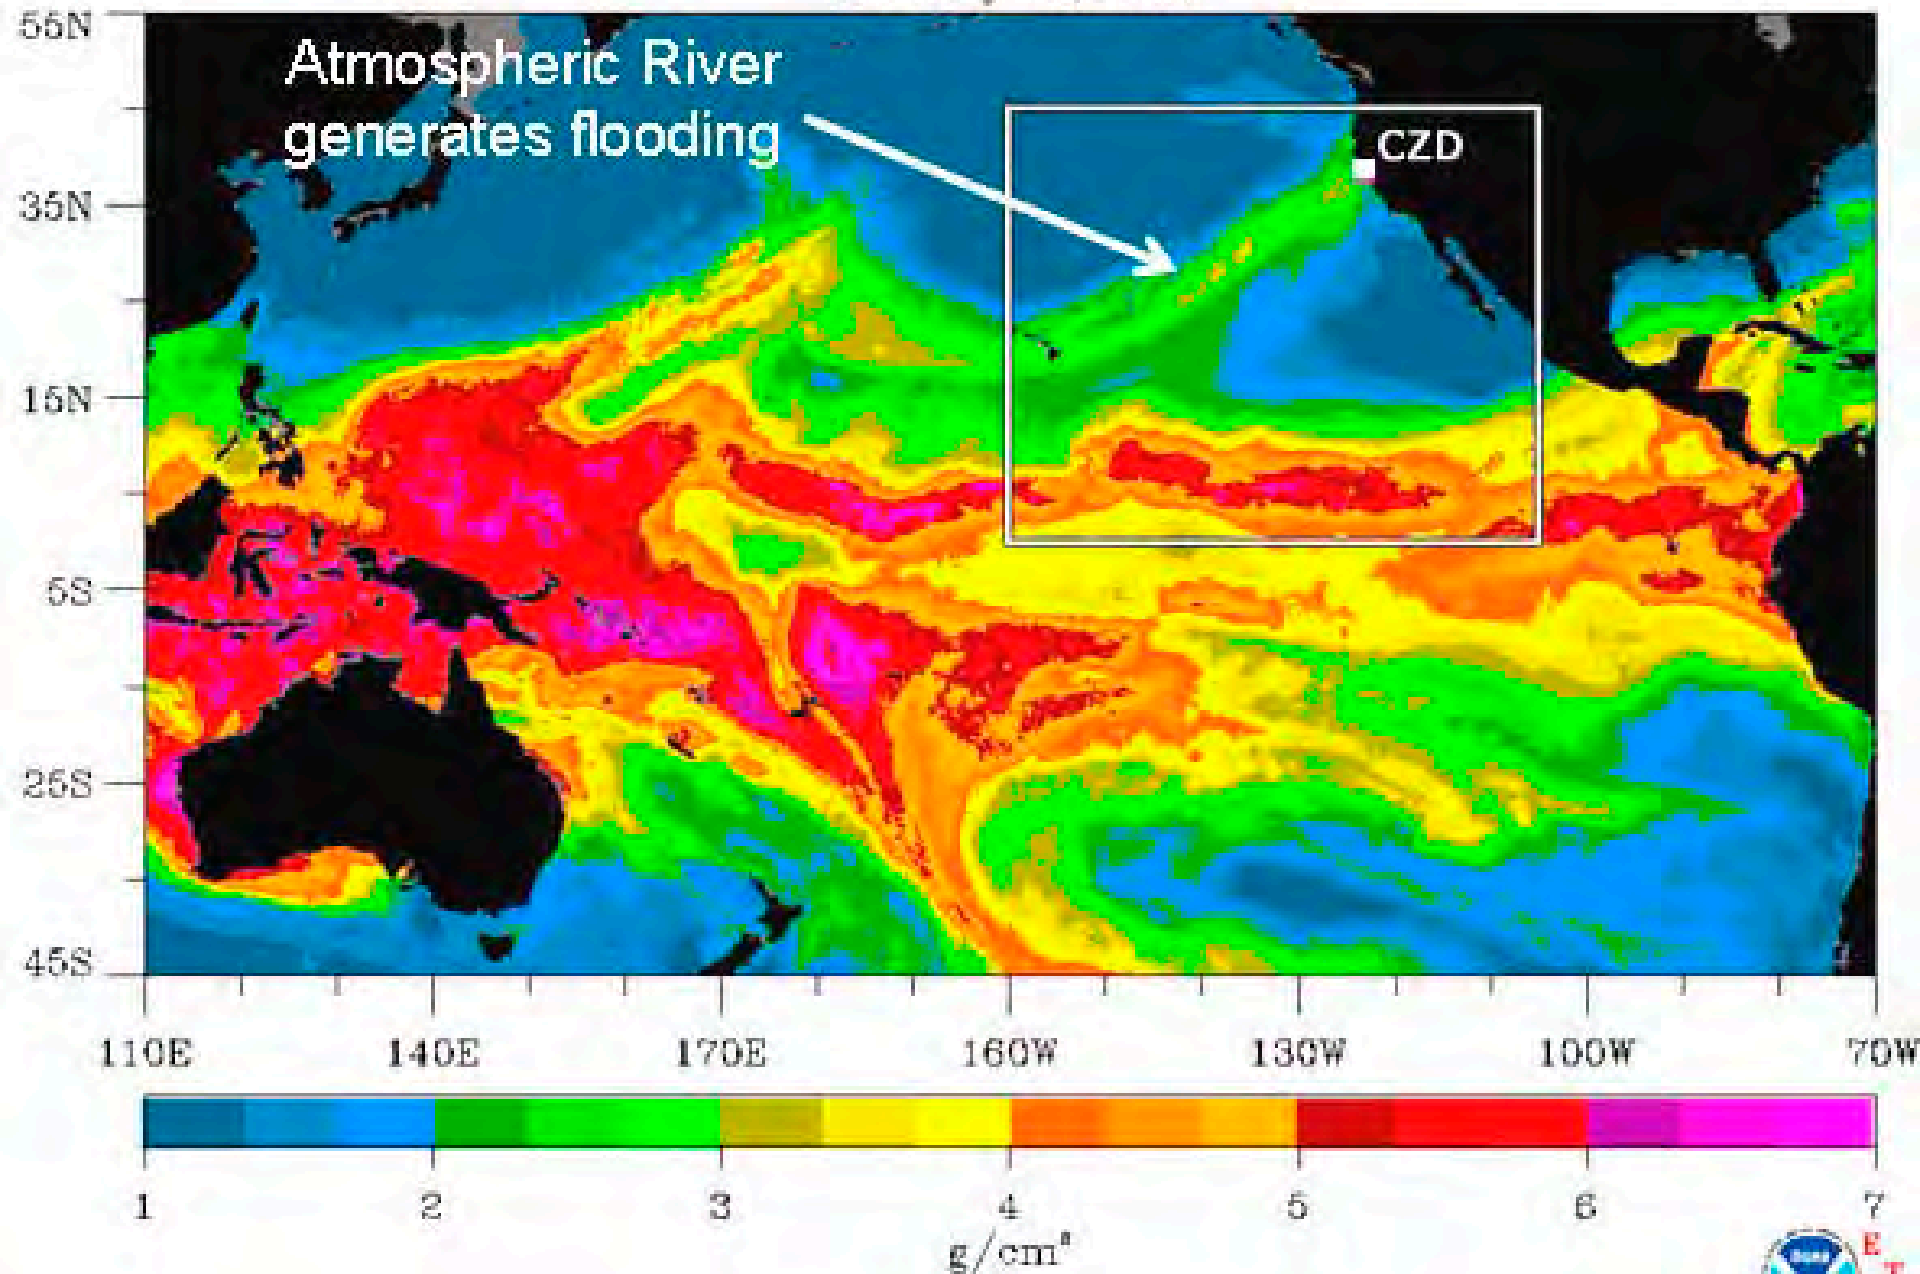 Atmospheric River
generates flooding
CZD
55N
35N
15N
5S
25S
45S
110E 140E 170E 160W 130W 100W 70W
1 2 3 4 5 6 7
g/cm²
E
T